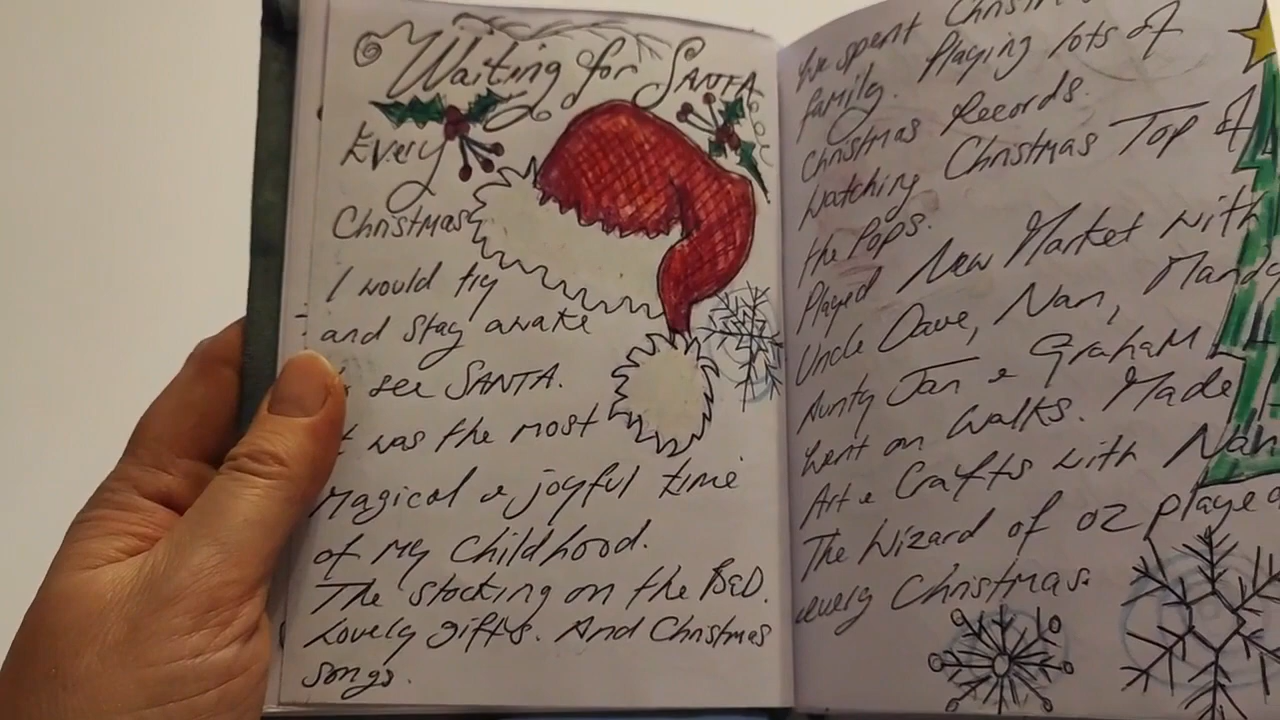 Waiting for SANTA
Every
Christmas
I would try
and stay awake
see SANTA.
was the most
Magical & joyful time
of my Childhood.
The stocking on the BED.
Lovely gifts. And Christmas
songs.
We spent
family. Playing lots of
Christmas Records.
Watching Christmas Top of
the Pops.
Played New Market with
Uncle Dave, Nan,
Aunty Jan & Graham
Went on Walks. Made
Art & Crafts with Nan
The Wizard of OZ played
every Christmas.